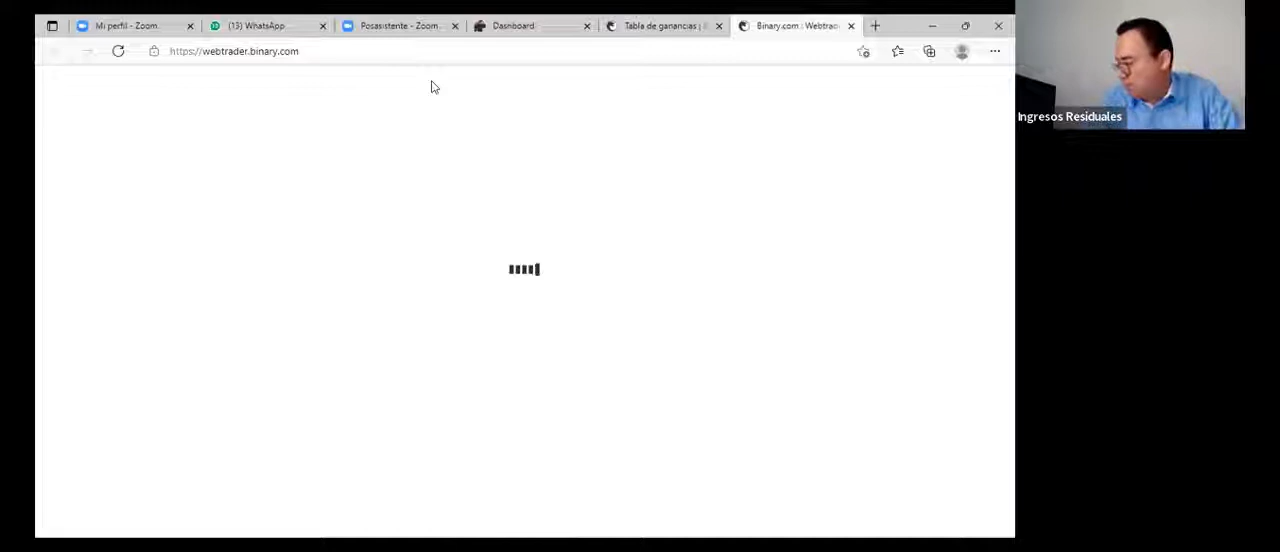 Mi perfil - Zoom
(13) WhatsApp
Posasistente - Zoom
Dashboard
Tabla de ganancias |
Binary.com : Webtrade
https://webtrader.binary.com
Ingresos Residuales